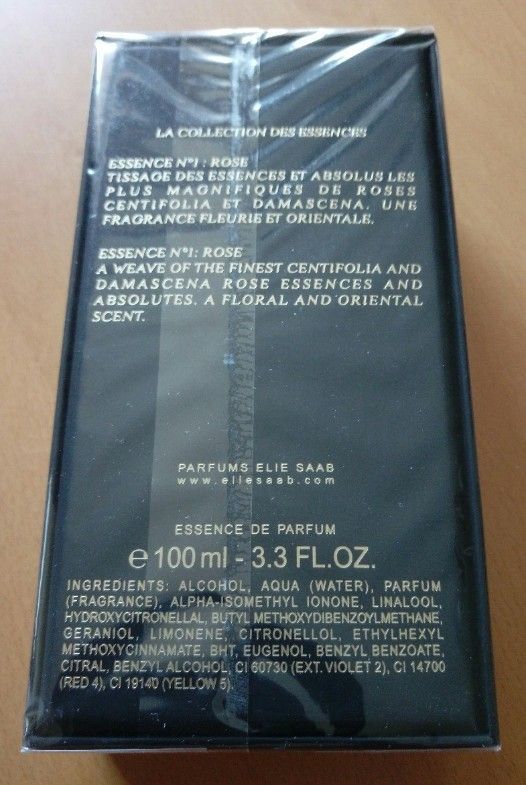 LA COLLECTION DES ESSENCES
ESSENCE N°1 : ROSE
TISSAGE DES ESSENCES ET ABSOLUS LES
PLUS MAGNIFIQUES DE ROSES
CENTIFOLIA ET DAMASCENA. UNE
FRAGRANCE FLEURIE ET ORIENTALE.
ESSENCE N°1: ROSE
A WEAVE OF THE FINEST CENTIFOLIA AND
DAMASCENA ROSE ESSENCES AND
ABSOLUTES. A FLORAL AND ORIENTAL
SCENT.
PARFUMS ELIE SAAB
www.eliesaab.com
ESSENCE DE PARFUM
e 100 ml - 3.3 FL.OZ.
INGREDIENTS: ALCOHOL, AQUA (WATER), PARFUM
(FRAGRANCE), ALPHA-ISOMETHYL IONONE, LINALOOL,
HYDROXYCITRONELLAL, BUTYL METHOXYDIBENZOYLMETHANE,
GERANIOL, LIMONENE, CITRONELLOL, ETHYLHEXYL
METHOXYCINNAMATE, BHT, EUGENOL, BENZYL BENZOATE,
CITRAL, BENZYL ALCOHOL, CI 60730 (EXT. VIOLET 2), CI 14700
(RED 4), CI 19140 (YELLOW 5).